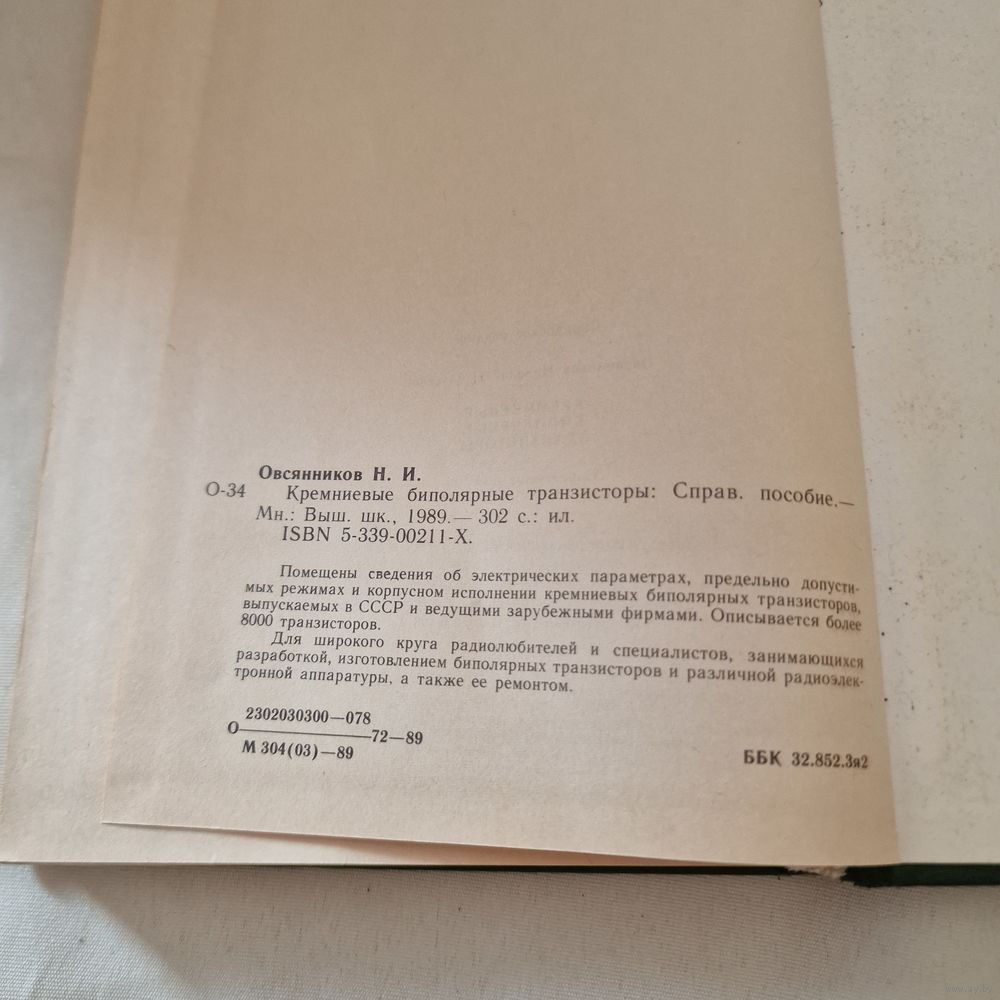 Овсянников Н. И.
О-34 Кремниевые биполярные транзисторы: Справ. пособие.—
Мн.: Выш. шк., 1989.— 302 с.: ил.
ISBN 5-339-00211-X.
Помещены сведения об электрических параметрах, предельно допусти-
мых режимах и корпусном исполнении кремниевых биполярных транзисторов,
выпускаемых в СССР и ведущими зарубежными фирмами. Описывается более
8000 транзисторов.
Для широкого круга радиолюбителей и специалистов, занимающихся
разработкой, изготовлением биполярных транзисторов и различной радиоэлек-
тронной аппаратуры, а также ее ремонтом.
2302030300—078
О————72—89
М 304(03)—89
ББК 32.852.3я2